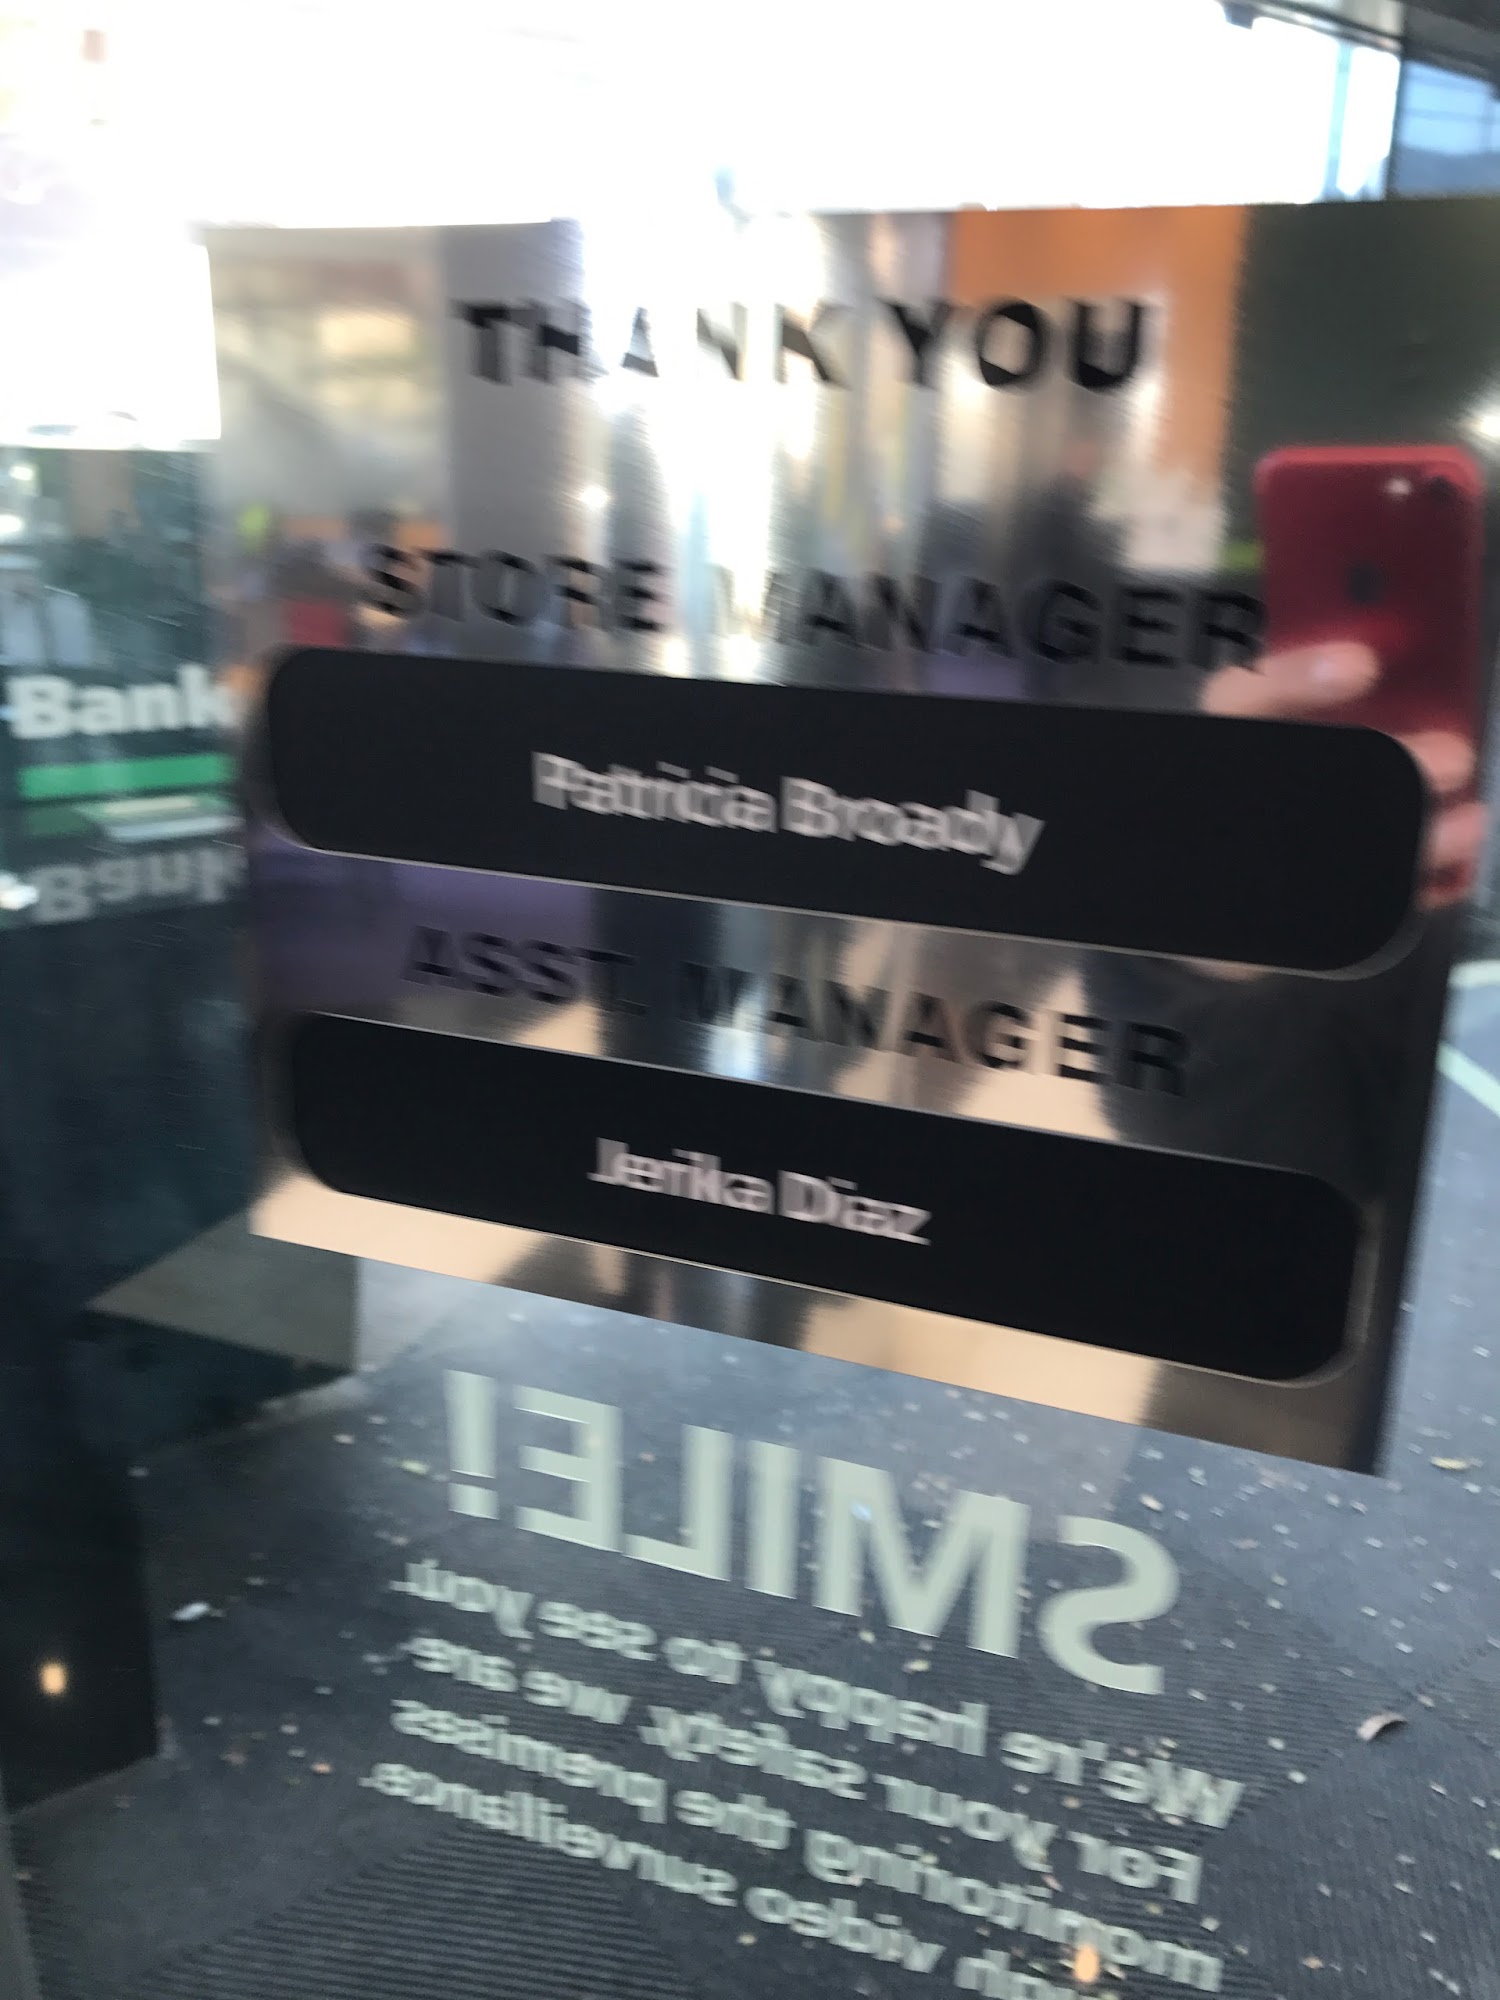 THANK YOU
STORE MANAGER
Bank
Patricia Broady
ASST. MANAGER
Jerika Diaz
SMILE!
We're happy to see you.
For your safety, we are
monitoring the premises
video surveillance.